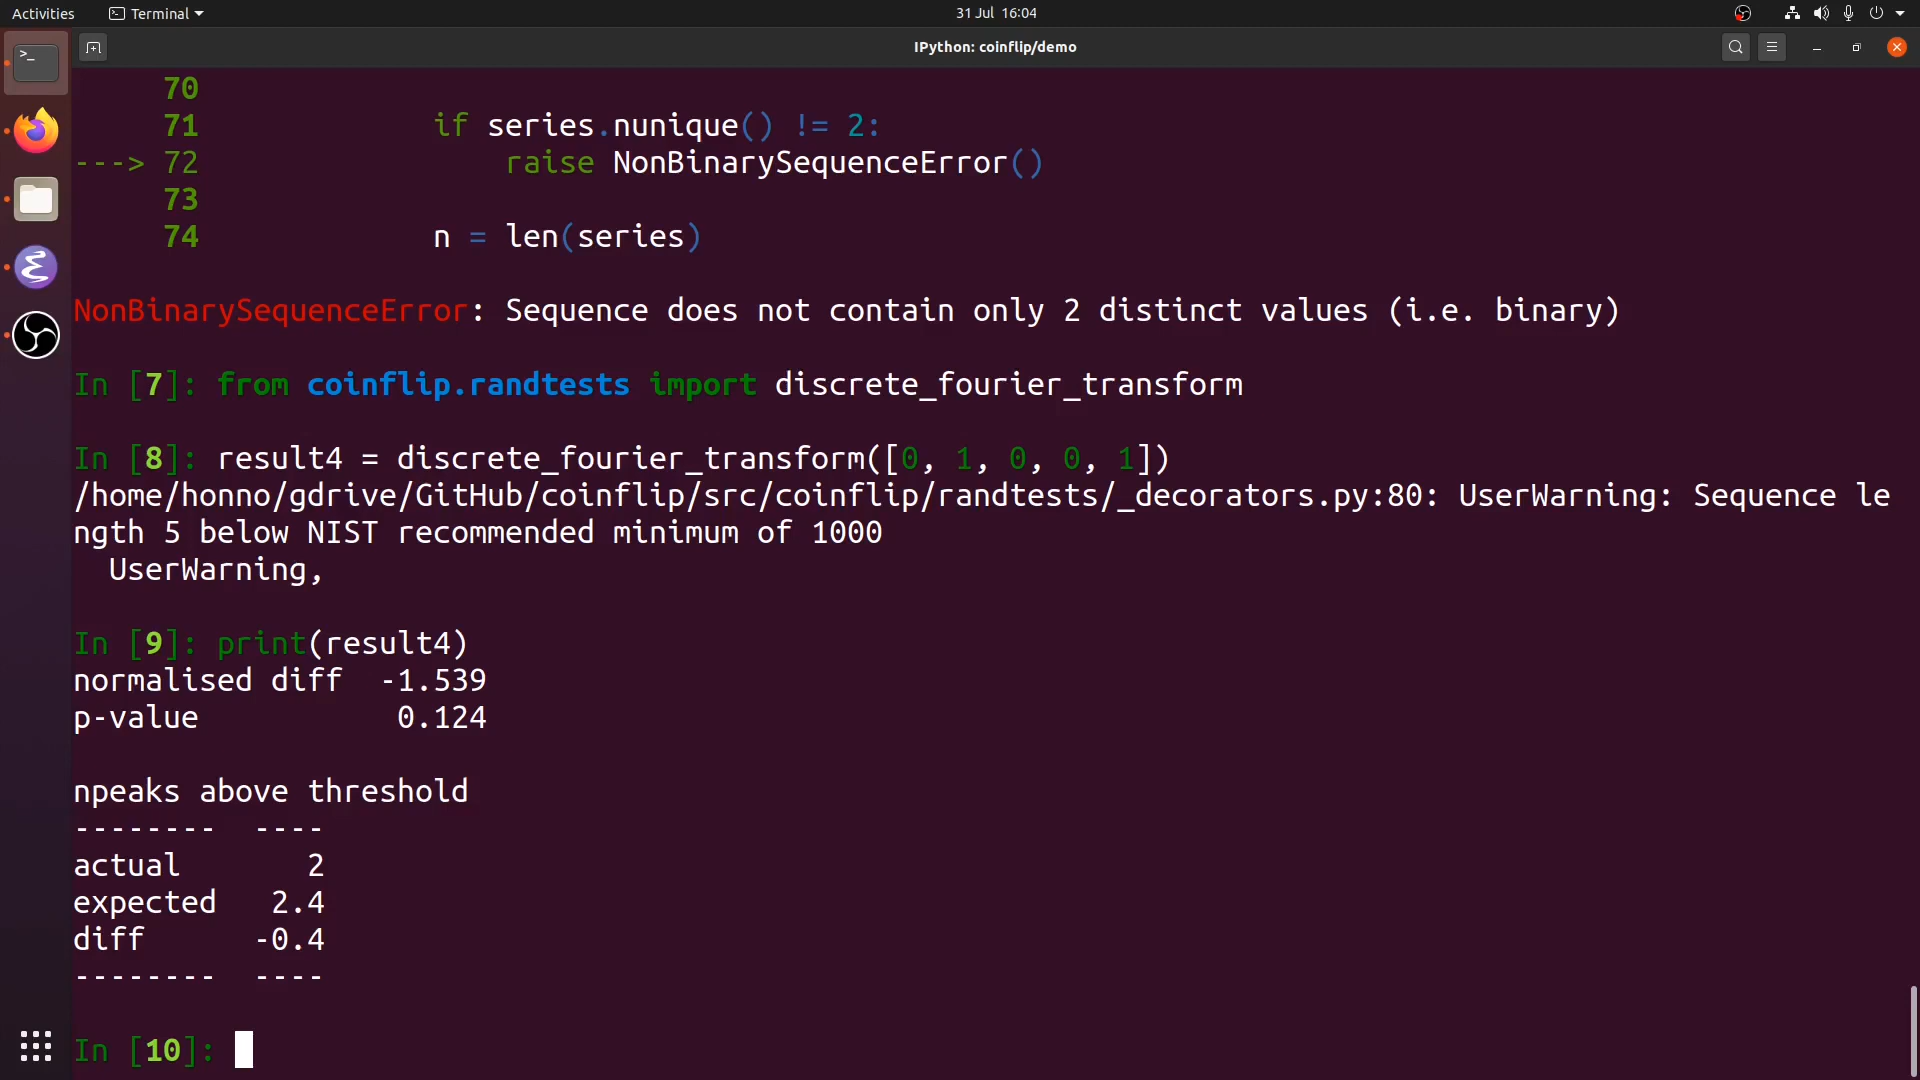 Activities Terminal 31 Jul 16:04
IPython: coinflip/demo
70
71 if series.nunique() != 2:
---> 72 raise NonBinarySequenceError()
73
74 n = len(series)
NonBinarySequenceError: Sequence does not contain only 2 distinct values (i.e. binary)
In [7]: from coinflip.randtests import discrete_fourier_transform
In [8]: result4 = discrete_fourier_transform([0, 1, 0, 0, 1])
/home/honno/gdrive/GitHub/coinflip/src/coinflip/randtests/_decorators.py:80: UserWarning: Sequence le
ngth 5 below NIST recommended minimum of 1000
UserWarning,
In [9]: print(result4)
normalised diff -1.539
p-value 0.124
npeaks above threshold
-------- ----
actual 2
expected 2.4
diff -0.4
-------- ----
In [10]: